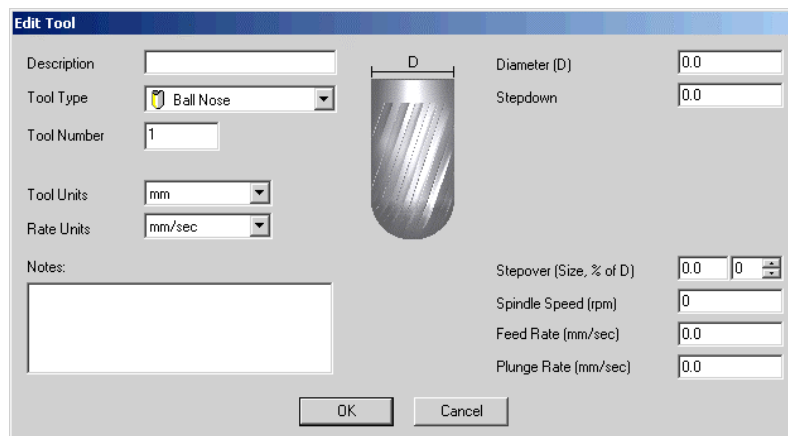 Edit Tool
Description
Tool Type
Ball Nose
Tool Number
1
Tool Units
mm
Rate Units
mm/sec
Notes:
D
Diameter (D)
0.0
Stepdown
0.0
Stepover (Size, % of D)
0.0
0
Spindle Speed (rpm)
0
Feed Rate (mm/sec)
0.0
Plunge Rate (mm/sec)
0.0
OK
Cancel